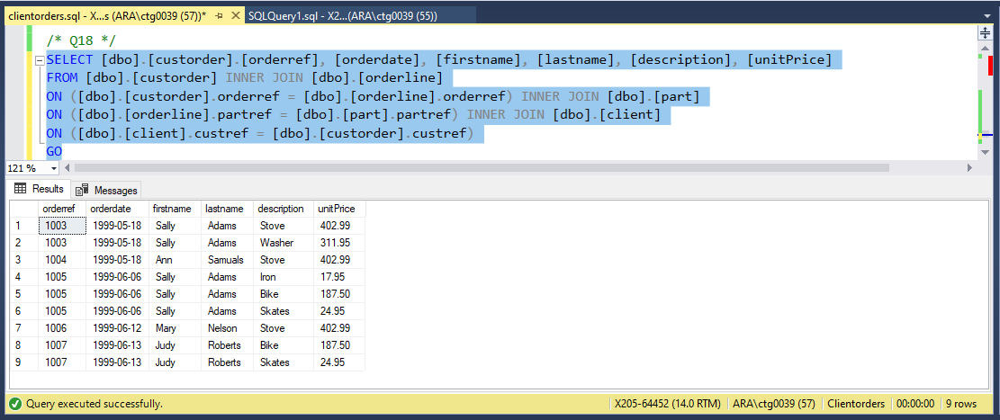 clientorders.sql - X...s (ARA\ctg0039 (57))* SQLQuery1.sql - X2...(ARA\ctg0039 (55))
/* Q18 */
SELECT [dbo].[custorder].[orderref], [orderdate], [firstname], [lastname], [description], [unitPrice]
FROM [dbo].[custorder] INNER JOIN [dbo].[orderline]
ON ([dbo].[custorder].orderref = [dbo].[orderline].orderref) INNER JOIN [dbo].[part]
ON ([dbo].[orderline].partref = [dbo].[part].partref) INNER JOIN [dbo].[client]
ON ([dbo].[client].custref = [dbo].[custorder].custref)
GO
121 %
Results Messages
orderref orderdate firstname lastname description unitPrice
1 1003 1999-05-18 Sally Adams Stove 402.99
2 1003 1999-05-18 Sally Adams Washer 311.95
3 1004 1999-05-18 Ann Samuals Stove 402.99
4 1005 1999-06-06 Sally Adams Iron 17.95
5 1005 1999-06-06 Sally Adams Bike 187.50
6 1005 1999-06-06 Sally Adams Skates 24.95
7 1006 1999-06-12 Mary Nelson Stove 402.99
8 1007 1999-06-13 Judy Roberts Bike 187.50
9 1007 1999-06-13 Judy Roberts Skates 24.95
Query executed successfully. X205-64452 (14.0 RTM) ARA\ctg0039 (57) Clientorders 00:00:00 9 rows